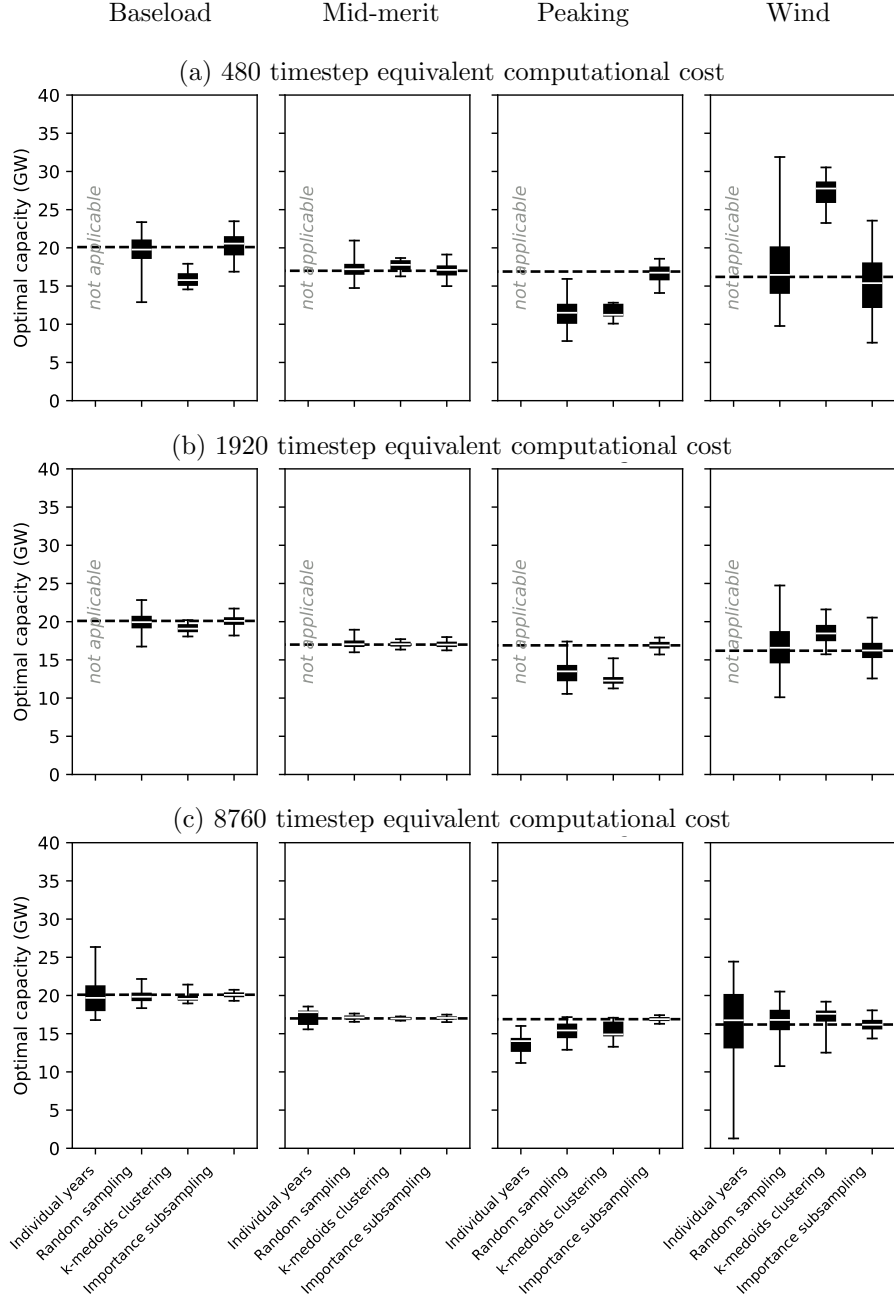 Baseload Mid-merit Peaking Wind
(a) 480 timestep equivalent computational cost
Optimal capacity (GW)
40
35
30
25
20
15
10
5
0
not applicable
not applicable
not applicable
not applicable
(b) 1920 timestep equivalent computational cost
Optimal capacity (GW)
40
35
30
25
20
15
10
5
0
not applicable
not applicable
not applicable
not applicable
(c) 8760 timestep equivalent computational cost
Optimal capacity (GW)
40
35
30
25
20
15
10
5
0
Individual years
Random sampling
k-medoids clustering
Importance subsampling
Individual years
Random sampling
k-medoids clustering
Importance subsampling
Individual years
Random sampling
k-medoids clustering
Importance subsampling
Individual years
Random sampling
k-medoids clustering
Importance subsampling